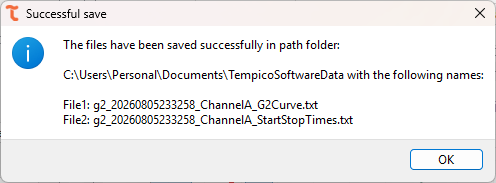 Successful save
The files have been saved successfully in path folder:
C:\Users\Personal\Documents\TempicoSoftwareData with the following names:
File1: g2_20260805233258_ChannelA_G2Curve.txt
File2: g2_20260805233258_ChannelA_StartStopTimes.txt
OK